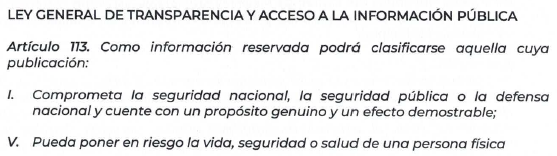 LEY GENERAL DE TRANSPARENCIA Y ACCESO A LA INFORMACIÓN PÚBLICA
Artículo 113. Como información reservada podrá clasificarse aquella cuya
publicación:
I. Comprometa la seguridad nacional, la seguridad pública o la defensa
nacional y cuente con un propósito genuino y un efecto demostrable;
V. Pueda poner en riesgo la vida, seguridad o salud de una persona física